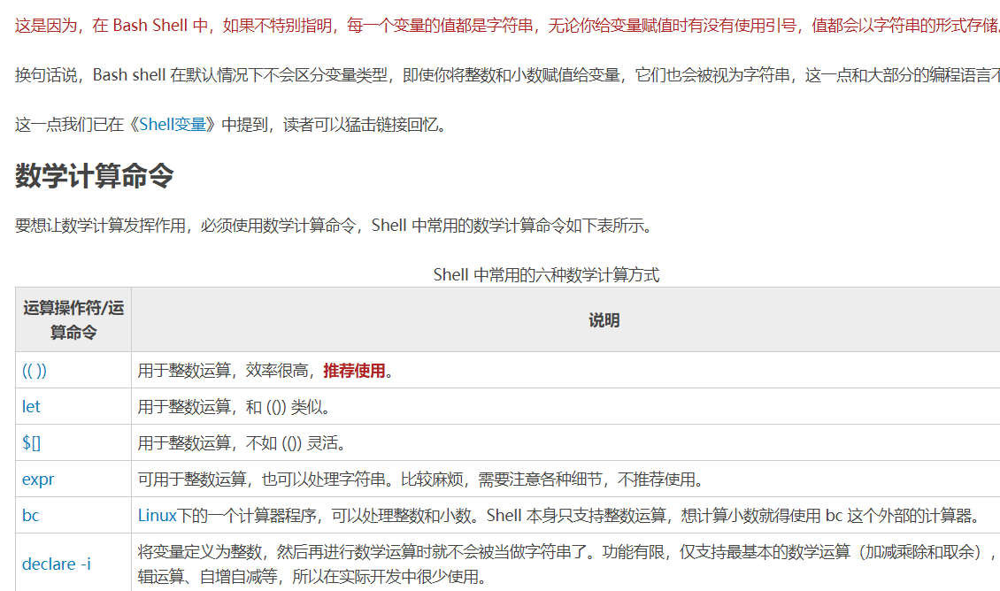 这是因为，在 Bash Shell 中，如果不特别指明，每一个变量的值都是字符串，无论你给变量赋值时有没有使用引号，值都会以字符串的形式存储
换句话说，Bash shell 在默认情况下不会区分变量类型，即使你将整数和小数赋值给变量，它们也会被视为字符串，这一点和大部分的编程语言不
这一点我们已在《Shell变量》中提到，读者可以猛击链接回忆。
数学计算命令
要想让数学计算发挥作用，必须使用数学计算命令，Shell 中常用的数学计算命令如下表所示。
Shell 中常用的六种数学计算方式
运算操作符/运
算命令
说明
(( ))
用于整数运算，效率很高，推荐使用。
let
用于整数运算，和 (()) 类似。
$[]
用于整数运算，不如 (()) 灵活。
expr
可用于整数运算，也可以处理字符串。比较麻烦，需要注意各种细节，不推荐使用。
bc
Linux下的一个计算器程序，可以处理整数和小数。Shell 本身只支持整数运算，想计算小数就得使用 bc 这个外部的计算器。
declare -i
将变量定义为整数，然后再进行数学运算时就不会被当做字符串了。功能有限，仅支持最基本的数学运算（加减乘除和取余），
辑运算、自增自减等，所以在实际开发中很少使用。